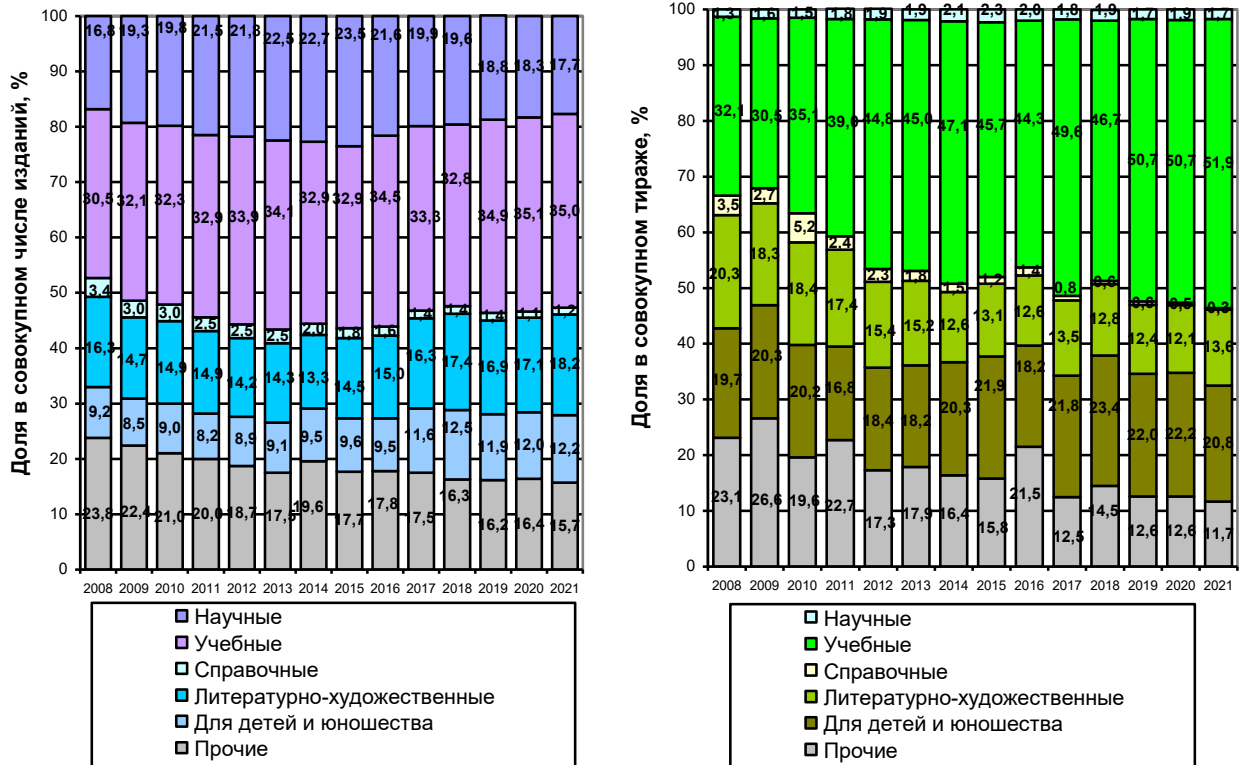 Доля в совокупном числе изданий, %
100
90
80
70
60
50
40
30
20
10
0
16,8 19,3 19,8 21,5 21,8 22,5 22,7 23,5 21,6 19,9 19,6 18,8 18,3 17,7
30,5 32,1 32,3 32,9 33,9 34,1 32,9 32,9 34,5 33,3 32,8 34,9 35,1 35,0
3,4 3,0 3,0 2,5 2,5 2,5 2,0 1,8 1,6 1,4 1,4 1,4 1,1 1,2
16,3 14,7 14,9 14,9 14,2 14,3 13,3 14,5 15,0 16,3 17,4 16,9 17,1 18,2
9,2 8,5 9,0 8,2 8,9 9,1 9,5 9,6 9,5 11,6 12,5 11,9 12,0 12,2
23,8 22,4 21,0 20,0 18,7 17,5 19,6 17,7 17,8 17,5 16,3 16,2 16,4 15,7
2008 2009 2010 2011 2012 2013 2014 2015 2016 2017 2018 2019 2020 2021
Научные
Учебные
Справочные
Литературно-художественные
Для детей и юношества
Прочие
Доля в совокупном тираже, %
100
90
80
70
60
50
40
30
20
10
0
1,3 1,6 1,5 1,8 1,9 1,9 2,1 2,3 2,0 1,8 1,9 1,7 1,9 1,7
32,1 30,5 35,1 39,0 44,8 45,0 47,1 45,7 44,3 49,6 46,7 50,7 50,7 51,9
3,5 2,7 5,2 2,4 2,3 1,8 1,5 1,2 1,4 0,8 0,6 0,6 0,5 0,3
20,3 18,3 18,4 17,4 15,4 15,2 12,6 13,1 12,6 13,5 12,8 12,4 12,1 13,6
19,7 20,3 20,2 16,8 18,4 18,2 20,3 21,9 18,2 21,8 23,4 22,0 22,2 20,8
23,1 26,6 19,6 22,7 17,3 17,9 16,4 15,8 21,5 12,5 14,5 12,6 12,6 11,7
2008 2009 2010 2011 2012 2013 2014 2015 2016 2017 2018 2019 2020 2021
Научные
Учебные
Справочные
Литературно-художественные
Для детей и юношества
Прочие